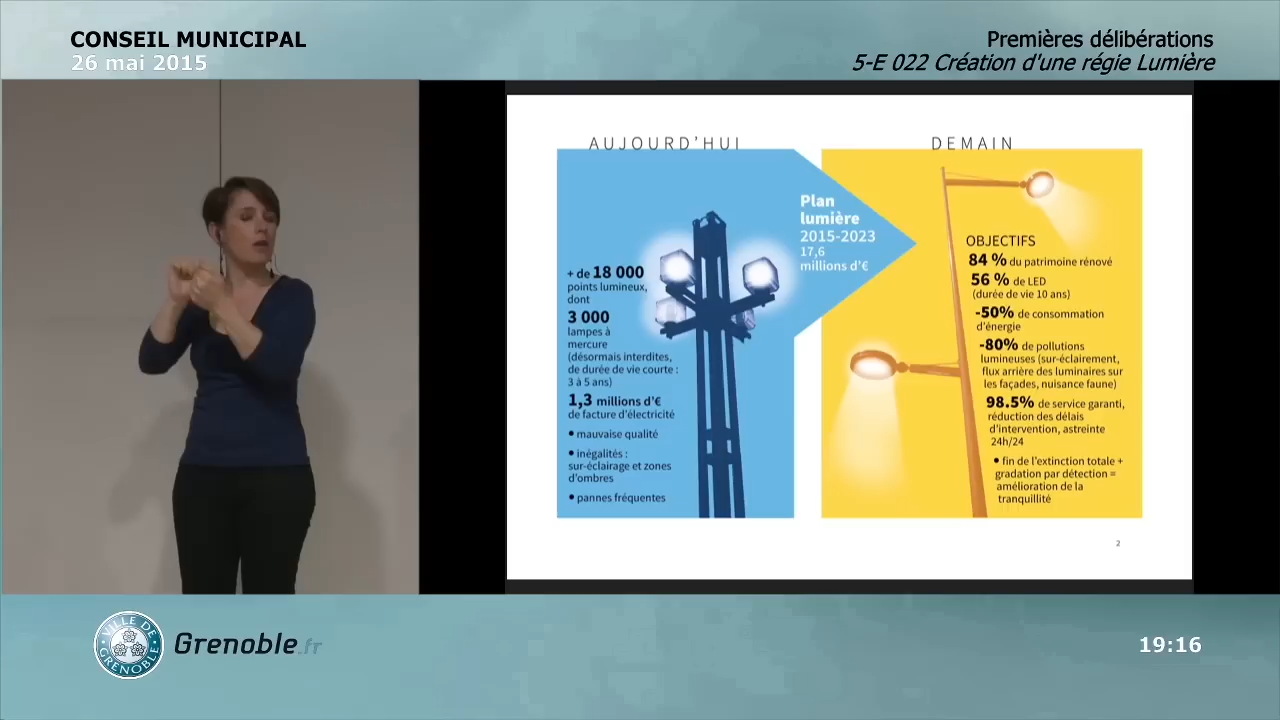 CONSEIL MUNICIPAL
26 mai 2015
Premières délibérations
5-E 022 Création d'une régie Lumière
AUJOURD'HUI
+ de 18 000
points lumineux,
dont
3 000
lampes à
mercure
(désormais interdites,
de durée de vie courte :
3 à 5 ans)
1,3 millions d'€
de facture d'électricité
• mauvaise qualité
• inégalités :
sur-éclairage et zones
d'ombres
• pannes fréquentes
Plan
lumière
2015-2023
17,6
millions d'€
DEMAIN
OBJECTIFS
84 % du patrimoine rénové
56 % de LED
(durée de vie 10 ans)
-50% de consommation
d'énergie
-80% de pollutions
lumineuses (sur-éclairement,
flux arrière des luminaires sur
les façades, nuisance faune)
98.5% de service garanti,
réduction des délais
d'intervention, astreinte
24h/24
• fin de l'extinction totale +
gradation par détection =
amélioration de la
tranquillité
2
VILLE DE
GRENOBLE
Grenoble.fr
19:16